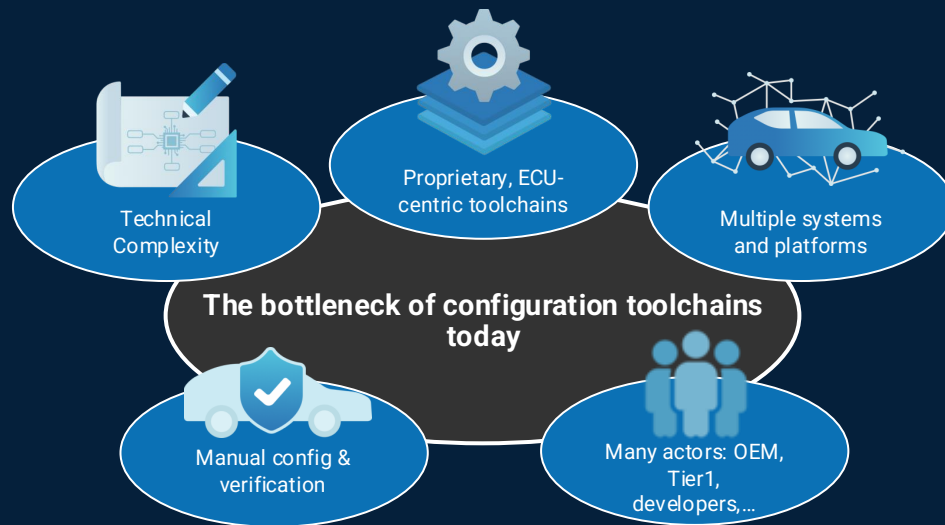 Proprietary, ECU-
centric toolchains
Technical
Complexity
Multiple systems
and platforms
The bottleneck of configuration toolchains
today
Manual config &
verification
Many actors: OEM,
Tier1,
developers,...